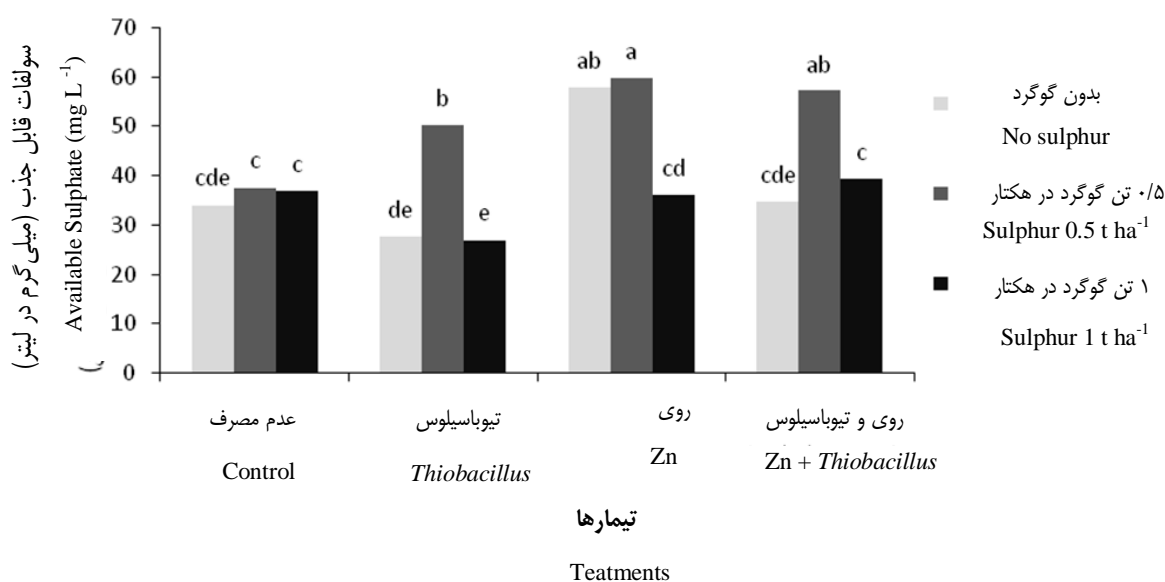 سولفات قابل جذب (میلی‌گرم در لیتر)
Available Sulphate (mg L -1)
70
60
50
40
30
20
10
0
cde
c
c
de
b
e
ab
a
cd
cde
ab
c
بدون گوگرد
No sulphur
۰/۵ تن گوگرد در هکتار
Sulphur 0.5 t ha-1
۱ تن گوگرد در هکتار
Sulphur 1 t ha-1
عدم مصرف
Control
تیوباسیلوس
Thiobacillus
روی
Zn
روی و تیوباسیلوس
Zn + Thiobacillus
تیمارها
Teatments